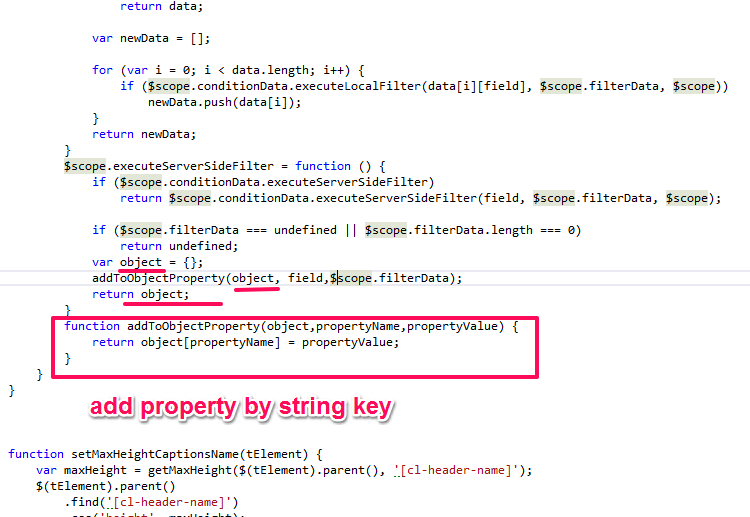 return data;
var newData = [];
for (var i = 0; i < data.length; i++) {
if ($scope.conditionData.executeLocalFilter(data[i][field], $scope.filterData, $scope))
newData.push(data[i]);
}
return newData;
}
$scope.executeServerSideFilter = function () {
if ($scope.conditionData.executeServerSideFilter)
return $scope.conditionData.executeServerSideFilter(field, $scope.filterData, $scope);
if ($scope.filterData === undefined || $scope.filterData.length === 0)
return undefined;
var object = {};
addToObjectProperty(object, field,$scope.filterData);
return object;
}
function addToObjectProperty(object,propertyName,propertyValue) {
return object[propertyName] = propertyValue;
}
}
}
add property by string key
function setMaxHeightCaptionsName(tElement) {
var maxHeight = getMaxHeight($(tElement).parent(), '[cl-header-name]');
$(tElement).parent()
.find('[cl-header-name]')